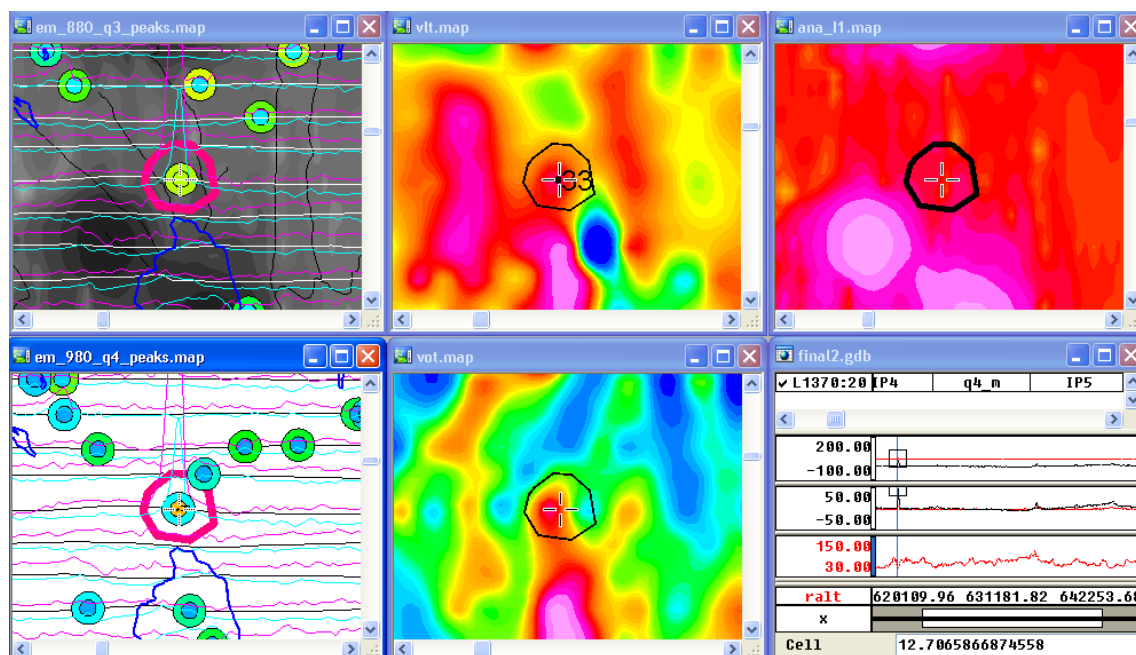 em_880_q3_peaks.map
vlt.map
ana_l1.map
33
em_980_q4_peaks.map
vot.map
final2.gdb
L1370:20 IP4 q4_m IP5
200.00
-100.00
50.00
-50.00
150.00
30.00
ralt 620109.96 631181.82 642253.68
x
Cell 12.7065866874558